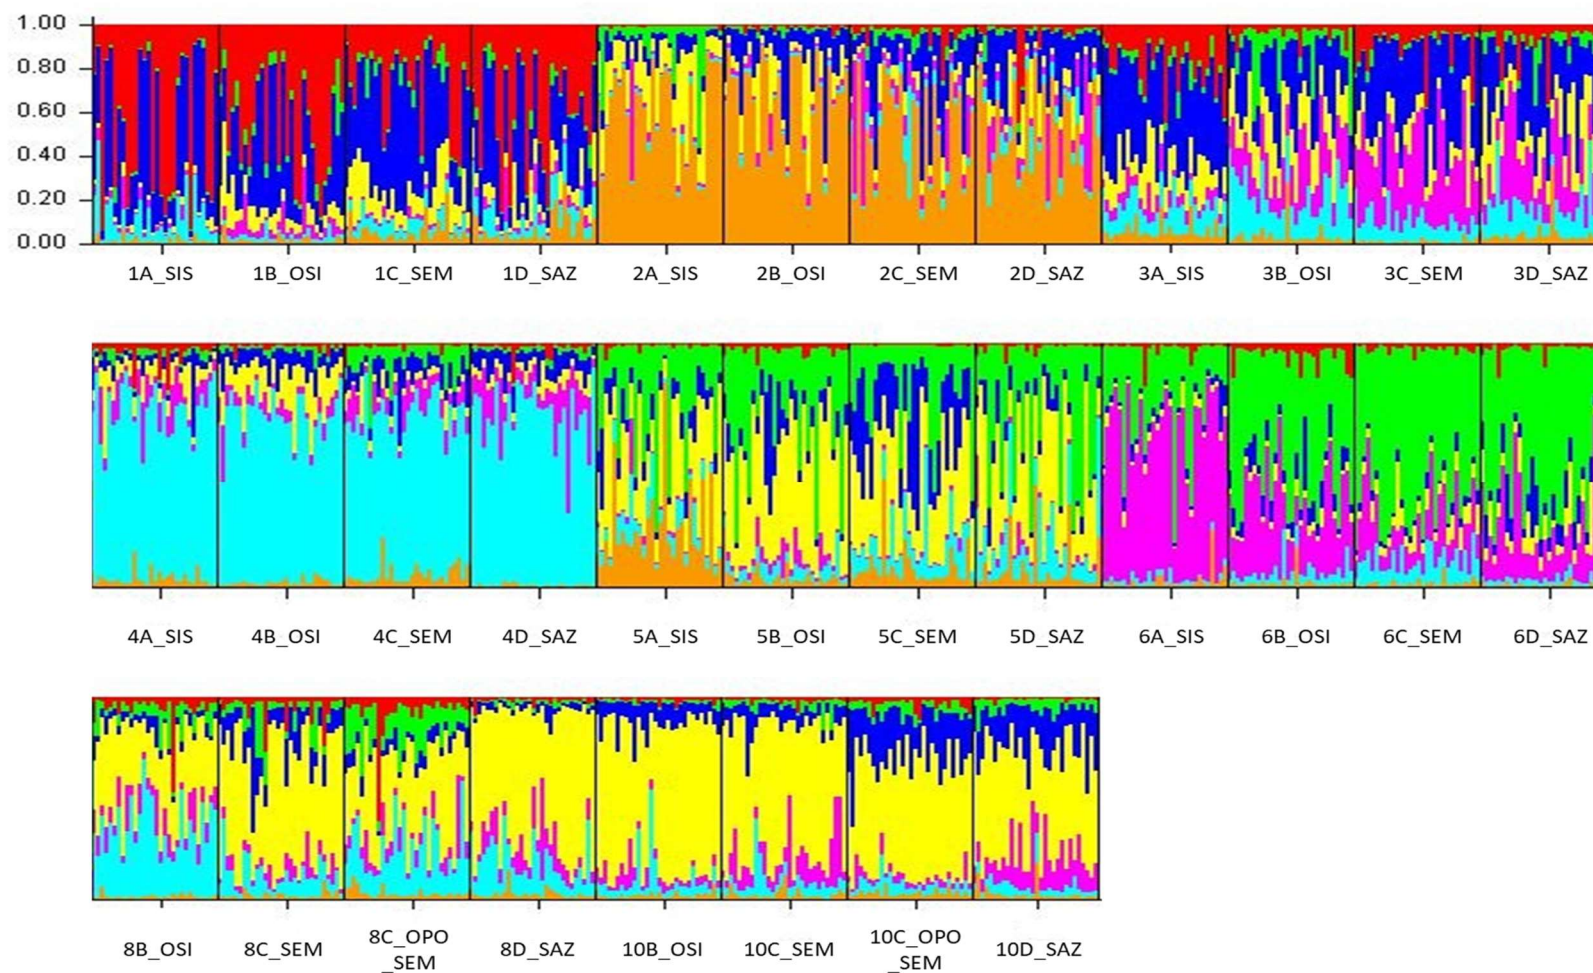 1.00
0.80
0.60
0.40
0.20
0.00
1A_SIS 1B_OSI 1C_SEM 1D_SAZ 2A_SIS 2B_OSI 2C_SEM 2D_SAZ 3A_SIS 3B_OSI 3C_SEM 3D_SAZ
4A_SIS 4B_OSI 4C_SEM 4D_SAZ 5A_SIS 5B_OSI 5C_SEM 5D_SAZ 6A_SIS 6B_OSI 6C_SEM 6D_SAZ
8B_OSI 8C_SEM 8C_OPO _SEM 8D_SAZ 10B_OSI 10C_SEM 10C_OPO _SEM 10D_SAZ